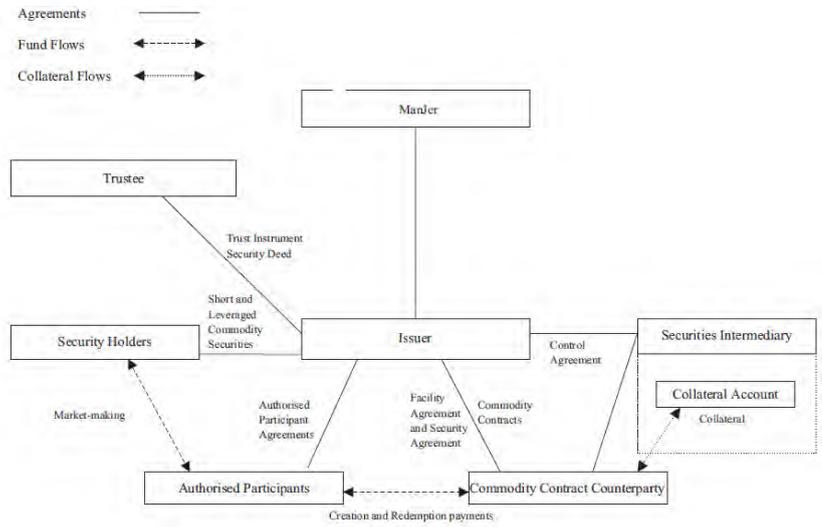 Agreements
Fund Flows
Collateral Flows
ManJer
Trustee
Trust Instrument
Security Deed
Short and
Leveraged
Commodity
Securities
Security Holders
Issuer
Securities Intermediary
Control
Agreement
Collateral Account
Collateral
Market-making
Authorised
Participant
Agreements
Facility
Agreement
and Security
Agreement
Commodity
Contracts
Authorised Participants
Commodity Contract Counterparty
Creation and Redemption payments